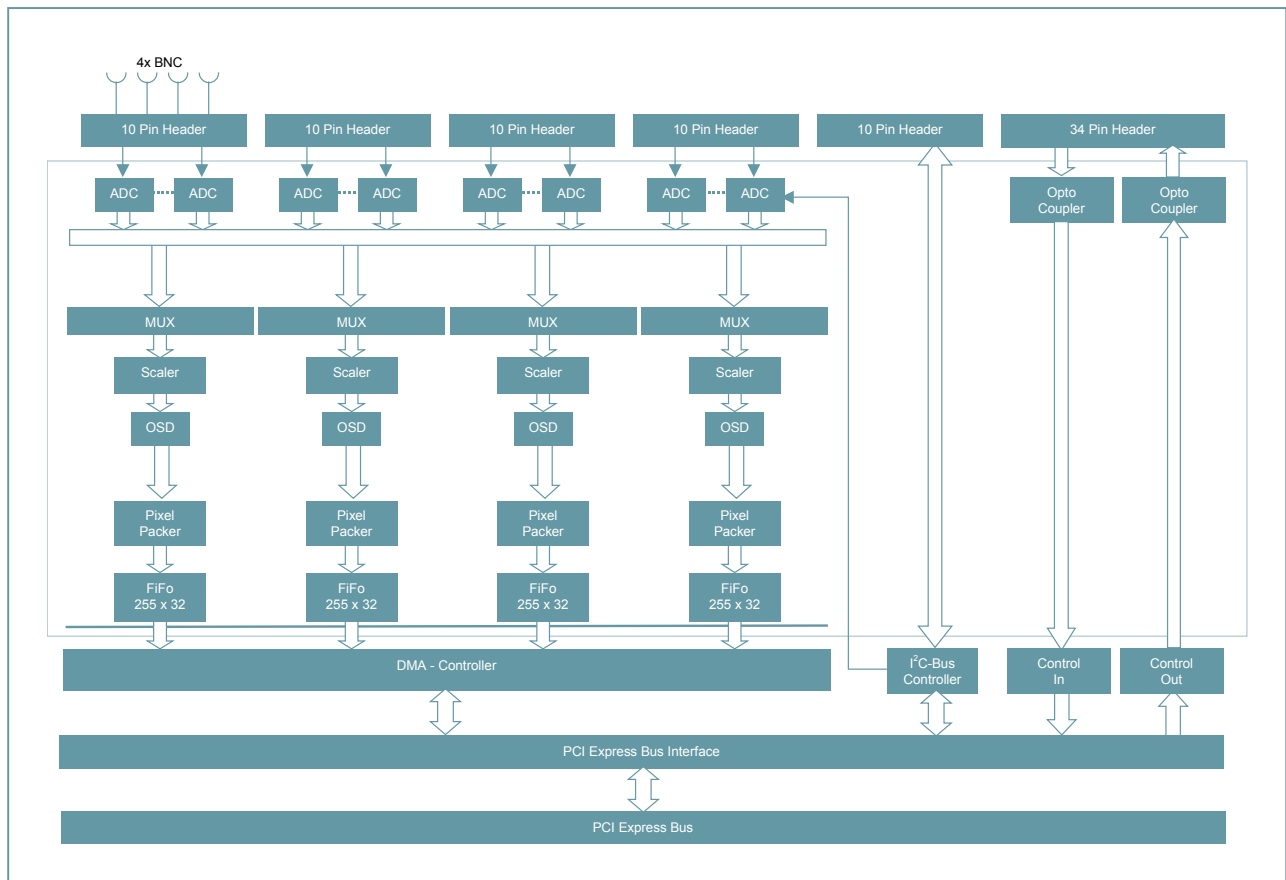 4x BNC
10 Pin Header
10 Pin Header
10 Pin Header
10 Pin Header
10 Pin Header
34 Pin Header
ADC
ADC
ADC
ADC
ADC
ADC
ADC
ADC
Opto
Coupler
Opto
Coupler
MUX
MUX
MUX
MUX
Scaler
Scaler
Scaler
Scaler
OSD
OSD
OSD
OSD
Pixel
Packer
Pixel
Packer
Pixel
Packer
Pixel
Packer
FiFo
255 x 32
FiFo
255 x 32
FiFo
255 x 32
FiFo
255 x 32
DMA - Controller
I²C-Bus
Controller
Control
In
Control
Out
PCI Express Bus Interface
PCI Express Bus